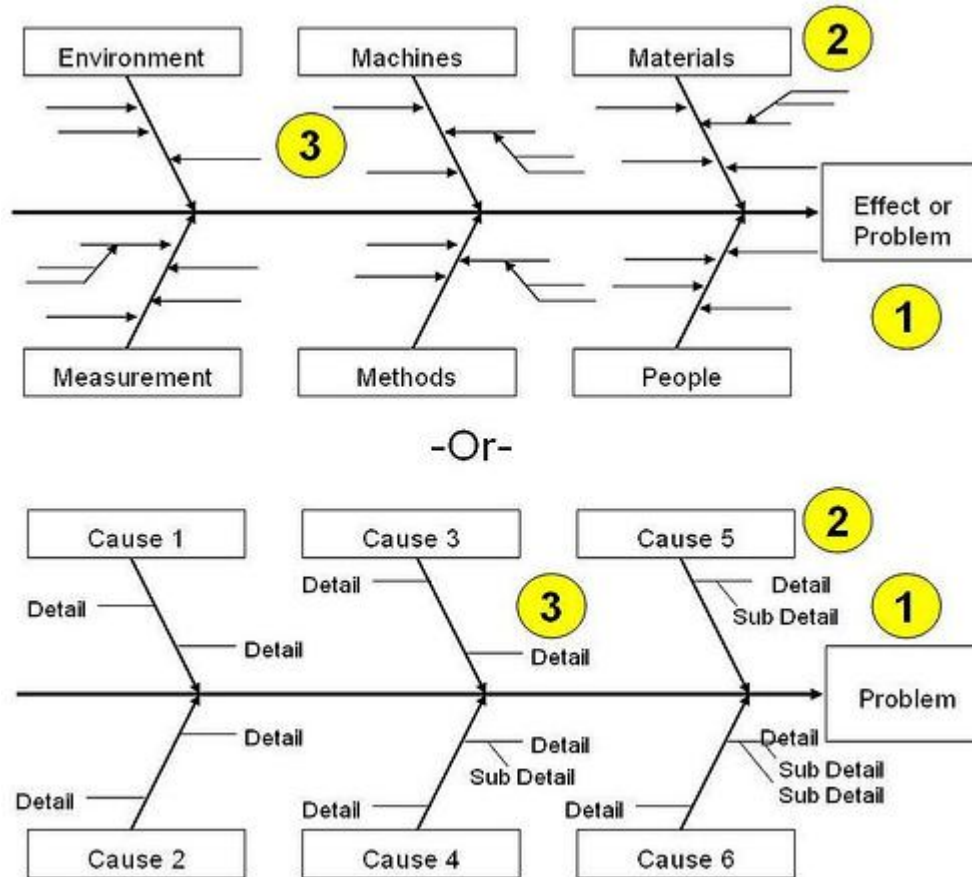 Environment
Machines
Materials
2
3
Effect or
Problem
1
Measurement
Methods
People
-Or-
Cause 1
Cause 3
Cause 5
2
Detail
3
Detail
Sub Detail
1
Detail
Detail
Detail
Problem
Detail
Detail
Sub Detail
Detail
Sub Detail
Sub Detail
Detail
Detail
Detail
Cause 2
Cause 4
Cause 6